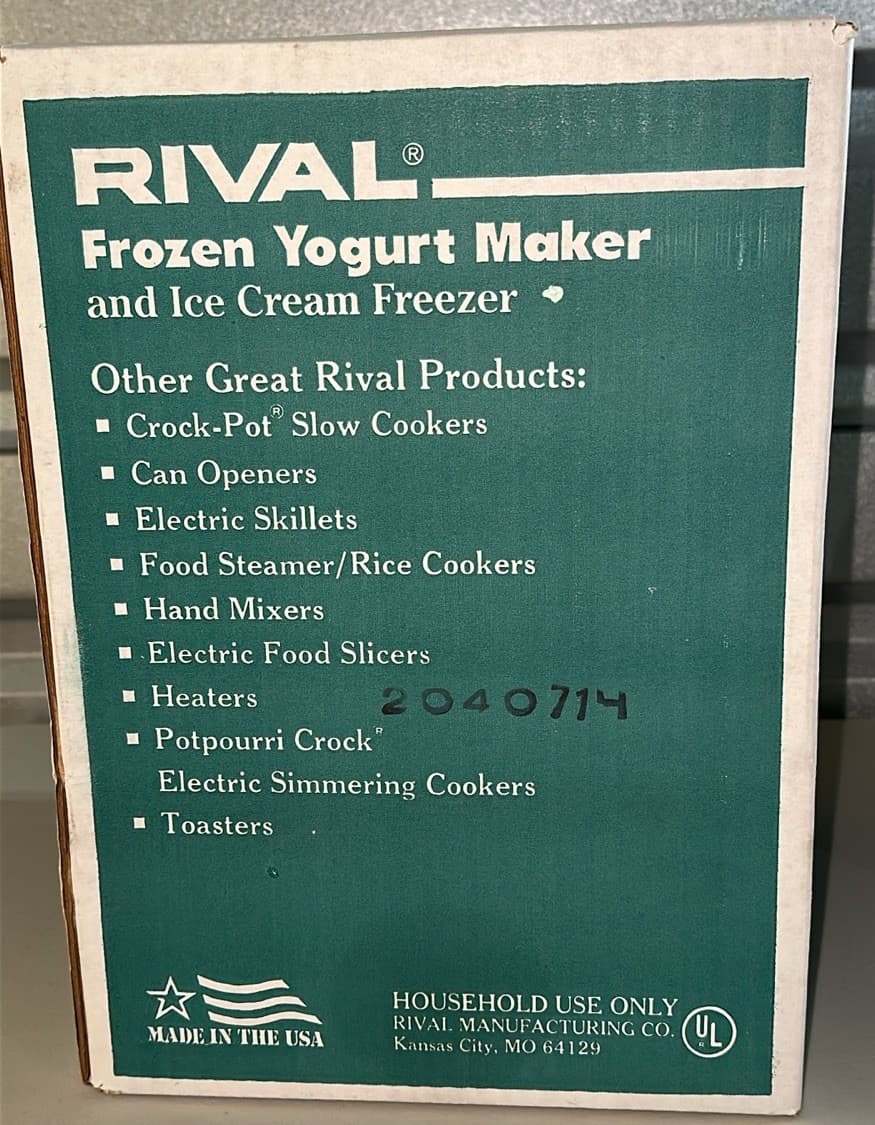 RIVAL®
Frozen Yogurt Maker
and Ice Cream Freezer
Other Great Rival Products:
▪ Crock-Pot® Slow Cookers
▪ Can Openers
▪ Electric Skillets
▪ Food Steamer/Rice Cookers
▪ Hand Mixers
▪ Electric Food Slicers
▪ Heaters
2040714
▪ Potpourri Crock®
Electric Simmering Cookers
▪ Toasters
MADE IN THE USA
HOUSEHOLD USE ONLY
RIVAL MANUFACTURING CO.
Kansas City, MO 64129
UL